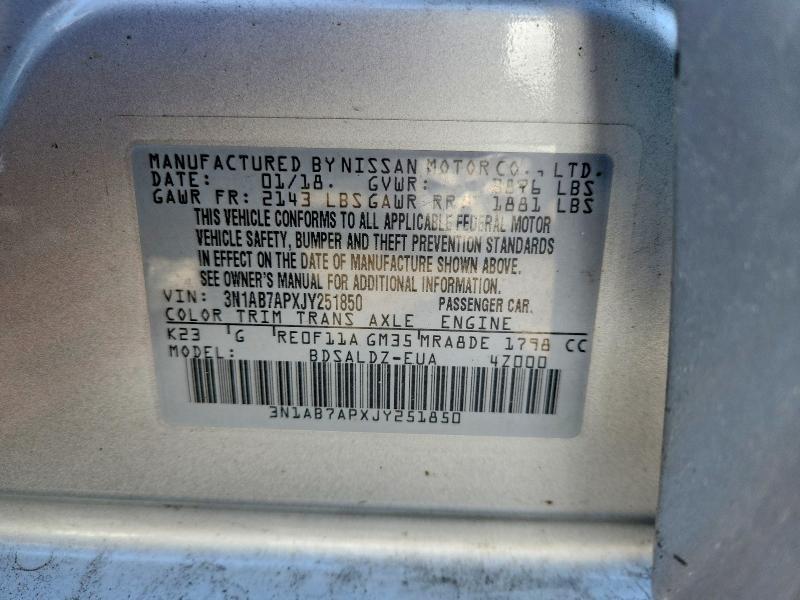 MANUFACTURED BY NISSAN MOTOR CO., LTD.
DATE: 01/18. GVWR: 3896 LBS
GAWR FR: 2143 LBS GAWR RR: 1881 LBS
THIS VEHICLE CONFORMS TO ALL APPLICABLE FEDERAL MOTOR
VEHICLE SAFETY, BUMPER AND THEFT PREVENTION STANDARDS
IN EFFECT ON THE DATE OF MANUFACTURE SHOWN ABOVE.
SEE OWNER'S MANUAL FOR ADDITIONAL INFORMATION.
VIN: 3N1AB7APXJY251850 PASSENGER CAR.
COLOR TRIM TRANS AXLE ENGINE
K23 G RE0F11A GM35 MRA8DE 1798 CC
MODEL: BDSALDZ-EUA 4Z000
3N1AB7APXJY251850